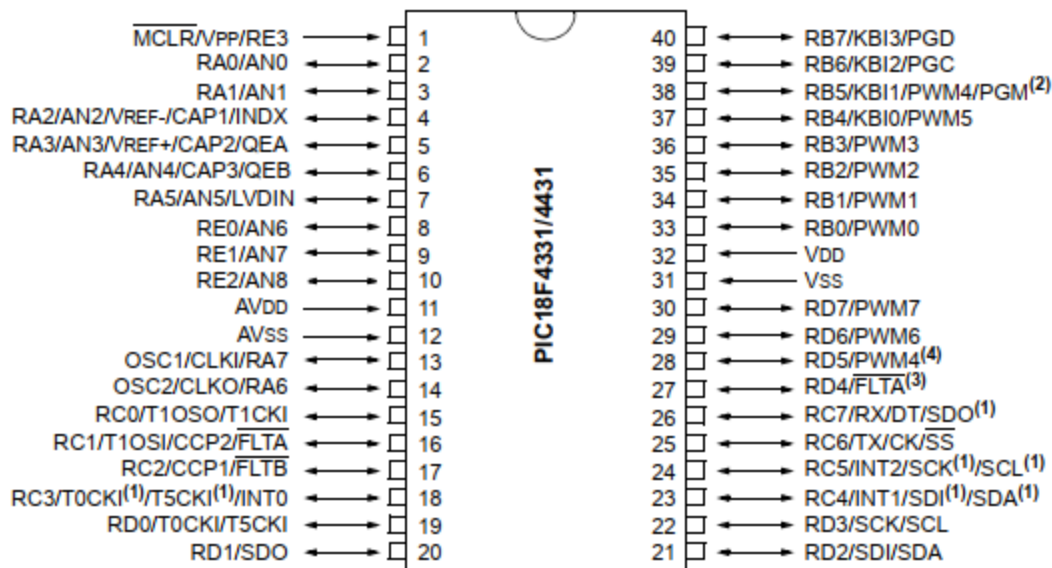 MCLR/VPP/RE3 1 40 RB7/KBI3/PGD
RA0/AN0 2 39 RB6/KBI2/PGC
RA1/AN1 3 38 RB5/KBI1/PWM4/PGM(2)
RA2/AN2/VREF-/CAP1/INDX 4 37 RB4/KBI0/PWM5
RA3/AN3/VREF+/CAP2/QEA 5 36 RB3/PWM3
RA4/AN4/CAP3/QEB 6 35 RB2/PWM2
RA5/AN5/LVDIN 7 34 RB1/PWM1
RE0/AN6 8 33 RB0/PWM0
RE1/AN7 9 32 VDD
RE2/AN8 10 31 VSS
AVDD 11 30 RD7/PWM7
AVSS 12 29 RD6/PWM6
OSC1/CLKI/RA7 13 28 RD5/PWM4(4)
OSC2/CLKO/RA6 14 27 RD4/FLTA(3)
RC0/T1OSO/T1CKI 15 26 RC7/RX/DT/SDO(1)
RC1/T1OSI/CCP2/FLTA 16 25 RC6/TX/CK/SS
RC2/CCP1/FLTB 17 24 RC5/INT2/SCK(1)/SCL(1)
RC3/T0CKI(1)/T5CKI(1)/INT0 18 23 RC4/INT1/SDI(1)/SDA(1)
RD0/T0CKI/T5CKI 19 22 RD3/SCK/SCL
RD1/SDO 20 21 RD2/SDI/SDA
PIC18F4331/4431